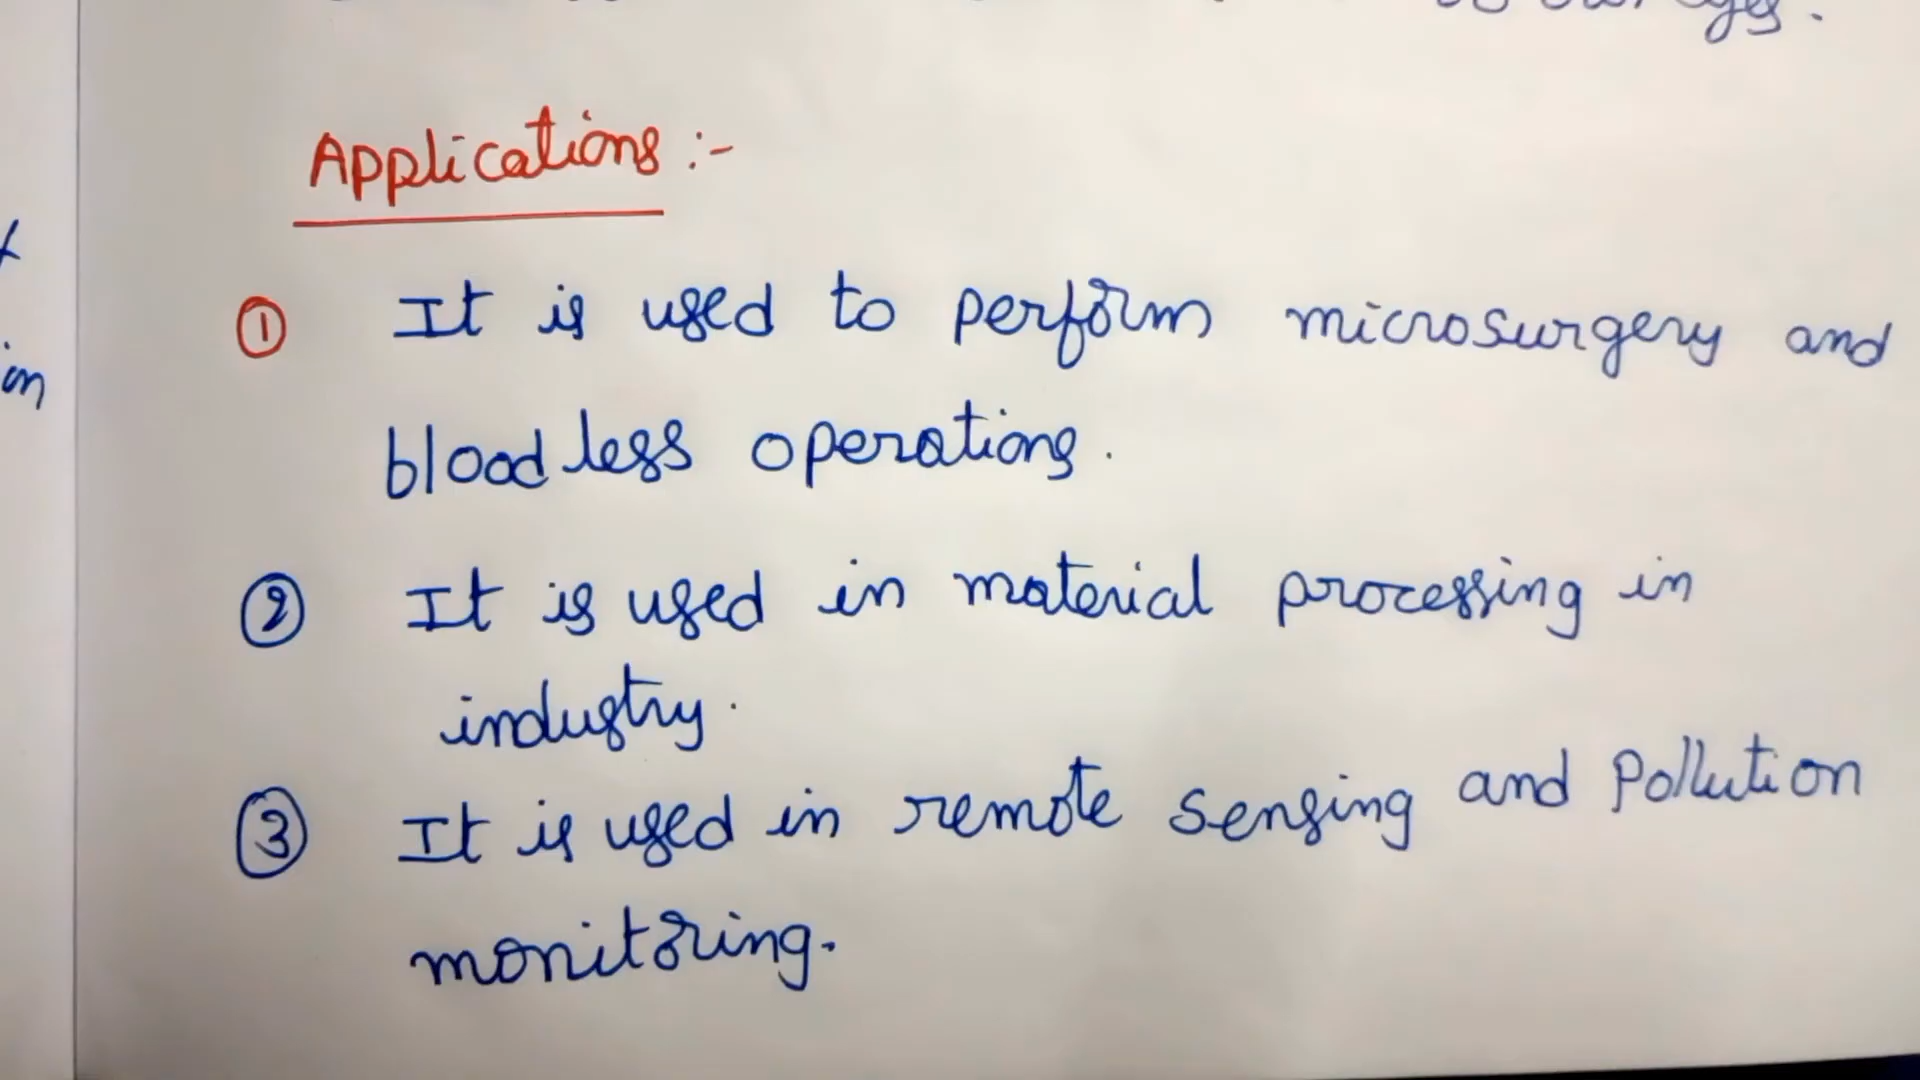 Applications :-
① It is used to perform microsurgery and
bloodless operations.
② It is used in material processing in
industry.
③ It is used in remote sensing and Pollution
monitoring.
in